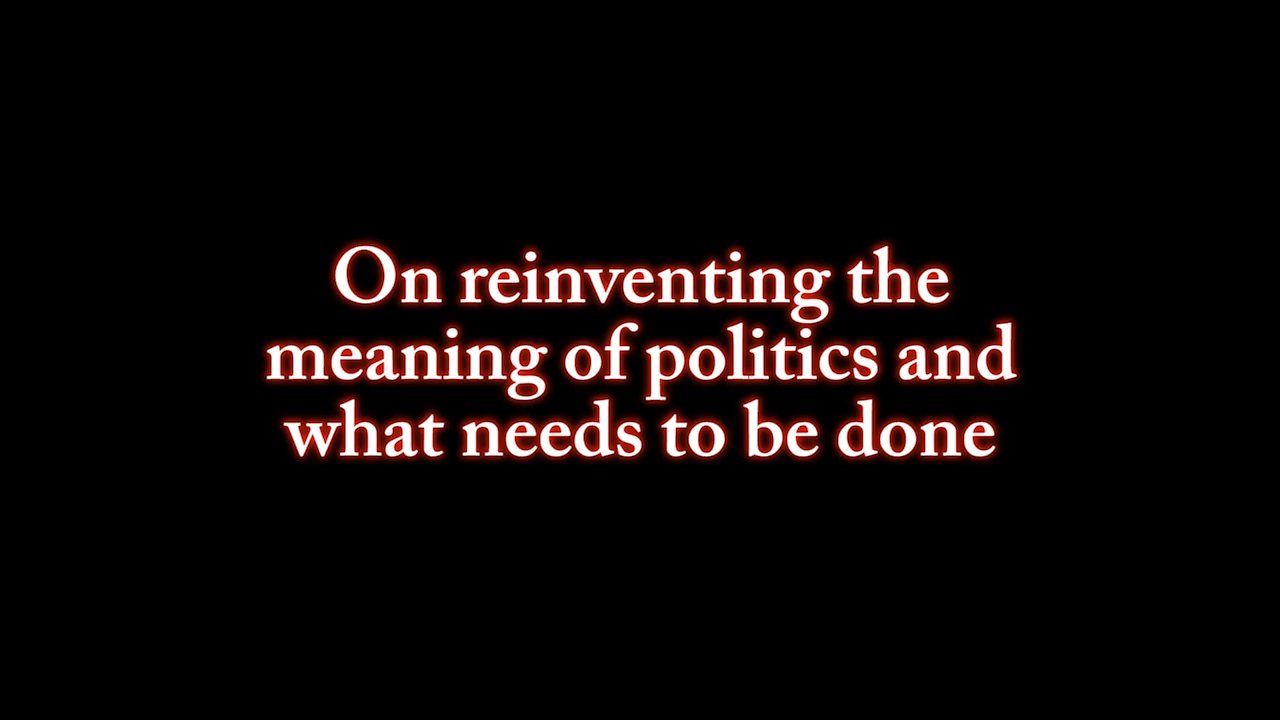 On reinventing the
meaning of politics and
what needs to be done